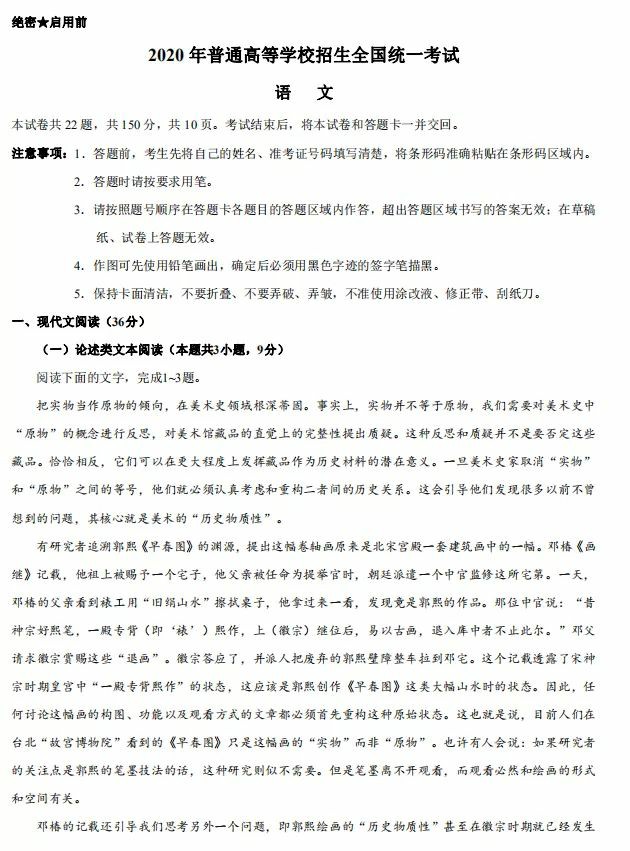 绝密★启用前
2020 年普通高等学校招生全国统一考试
语 文
本试卷共 22 题，共 150 分，共 10 页。考试结束后，将本试卷和答题卡一并交回。
注意事项：1．答题前，考生先将自己的姓名、准考证号码填写清楚，将条形码准确粘贴在条形码区域内。
2．答题时请按要求用笔。
3．请按照题号顺序在答题卡各题目的答题区域内作答，超出答题区域书写的答案无效；在草稿
纸、试卷上答题无效。
4．作图可先使用铅笔画出，确定后必须用黑色字迹的签字笔描黑。
5．保持卡面清洁，不要折叠、不要弄破、弄皱，不准使用涂改液、修正带、刮纸刀。
一、现代文阅读（36分）
（一）论述类文本阅读（本题共3小题，9分）
阅读下面的文字，完成1~3题。
把实物当作原物的倾向，在美术史领域根深蒂固。事实上，实物并不等于原物，我们需要对美术史中
“原物”的概念进行反思，对美术馆藏品的直觉上的完整性提出质疑。这种反思和质疑并不是要否定这些
藏品。恰恰相反，它们可以在更大程度上发挥藏品作为历史材料的潜在意义。一旦美术史家取消“实物”
和“原物”之间的等号，他们就必须认真考虑和重构二者间的历史关系。这会引导他们发现很多以前不曾
想到的问题，其核心就是美术的“历史物质性”。
有研究者追溯郭熙《早春图》的渊源，提出这幅卷轴画原来是北宋宫殿一套建筑画中的一幅。邓椿《画
继》记载，他祖上被赐予一个宅子，他父亲被任命为提举官时，朝廷派遣一个中官监修这所宅第。一天，
邓椿的父亲看到裱工用“旧绢山水”擦拭桌子，他拿过来一看，发现竟是郭熙的作品。那位中官说：“昔
神宗好熙笔，一殿专背（即‘裱’）熙作，上（徽宗）继位后，易以古画，退入库中者不止此尔。”邓父
请求徽宗赏赐这些“退画”。徽宗答应了，并派人把废弃的郭熙壁障整车拉到邓宅。这个记载透露了宋神
宗时期皇宫中“一殿专背熙作”的状态，这应该是郭熙创作《早春图》这类大幅山水时的状态。因此，任
何讨论这幅画的构图、功能以及观看方式的文章都必须首先重构这种原始状态。这也就是说，目前人们在
台北“故宫博物院”看到的《早春图》只是这幅画的“实物”而非“原物”。也许有人会说：如果研究者
的关注点是郭熙的笔墨技法的话，这种研究则似不需要。但是笔墨离不开观看，而观看必然和绘画的形式
和空间有关。
邓椿的记载还引导我们思考另外一个问题，即郭熙绘画的“历史物质性”甚至在徽宗时期就已经发生